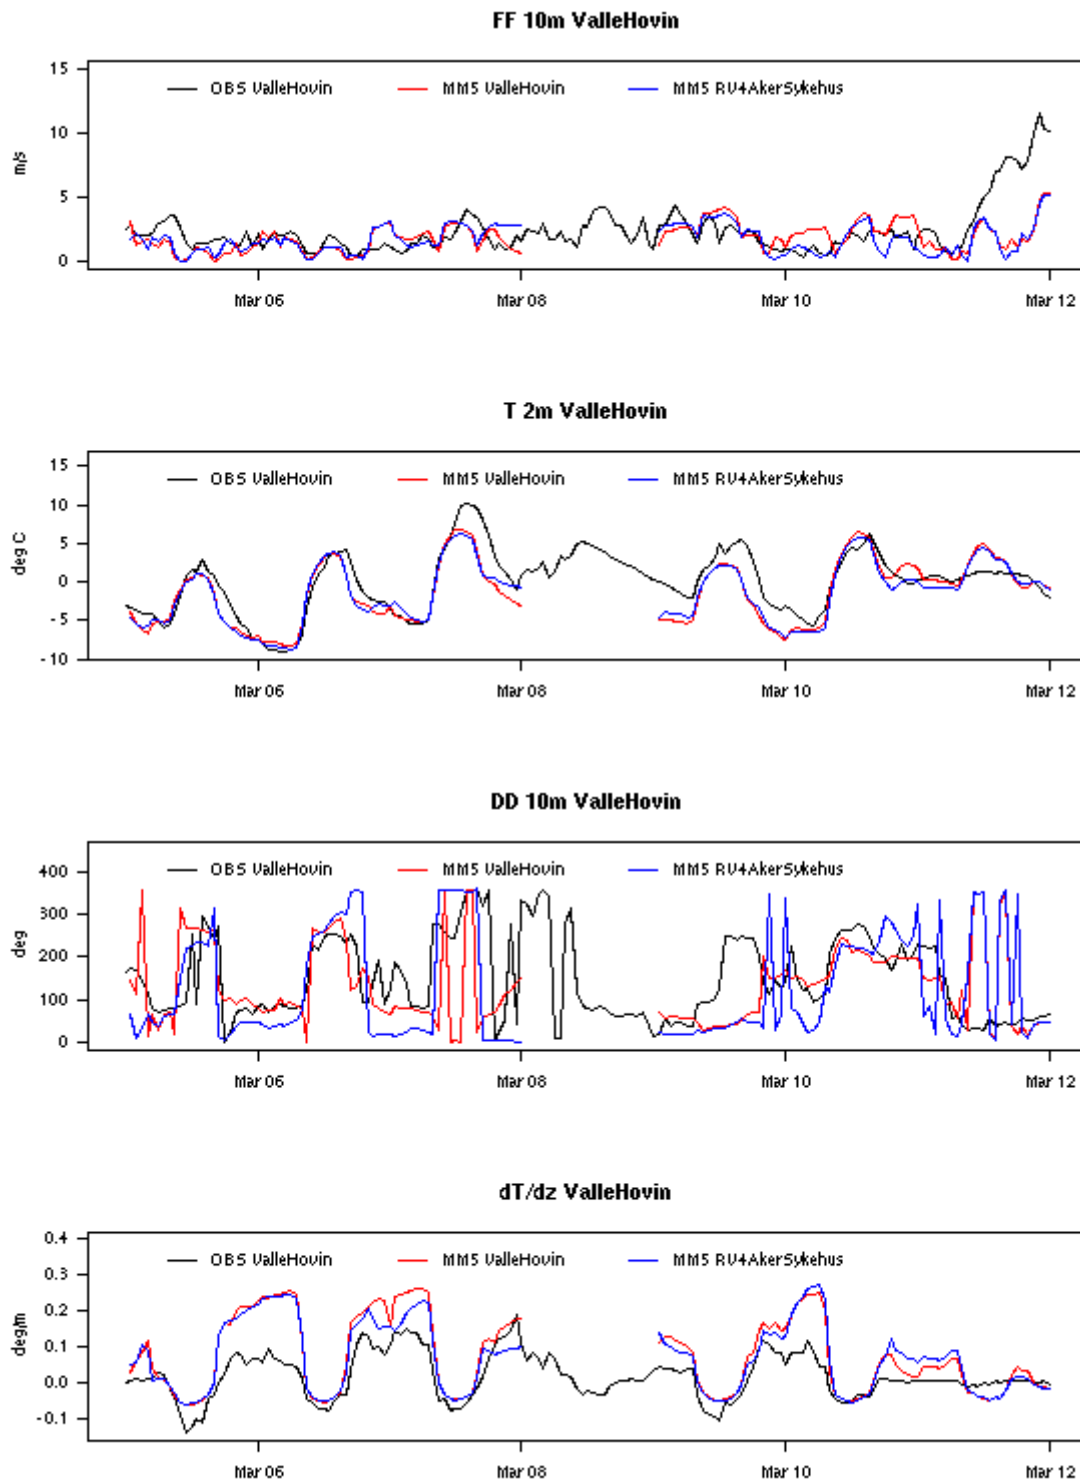 FF 10m ValleHovin
15
OBS ValleHovin MM5 ValleHovin MM5 RV4AkerSykehus
10
m/s
5
0
Mar 06 Mar 08 Mar 10 Mar 12
T 2m ValleHovin
15
OBS ValleHovin MM5 ValleHovin MM5 RV4AkerSykehus
10
deg C
5
0
-5
-10
Mar 06 Mar 08 Mar 10 Mar 12
DD 10m ValleHovin
400
OBS ValleHovin MM5 ValleHovin MM5 RV4AkerSykehus
300
deg
200
100
0
Mar 06 Mar 08 Mar 10 Mar 12
dT/dz ValleHovin
0.4
OBS ValleHovin MM5 ValleHovin MM5 RV4AkerSykehus
0.3
0.2
deg/m
0.1
0.0
-0.1
Mar 06 Mar 08 Mar 10 Mar 12